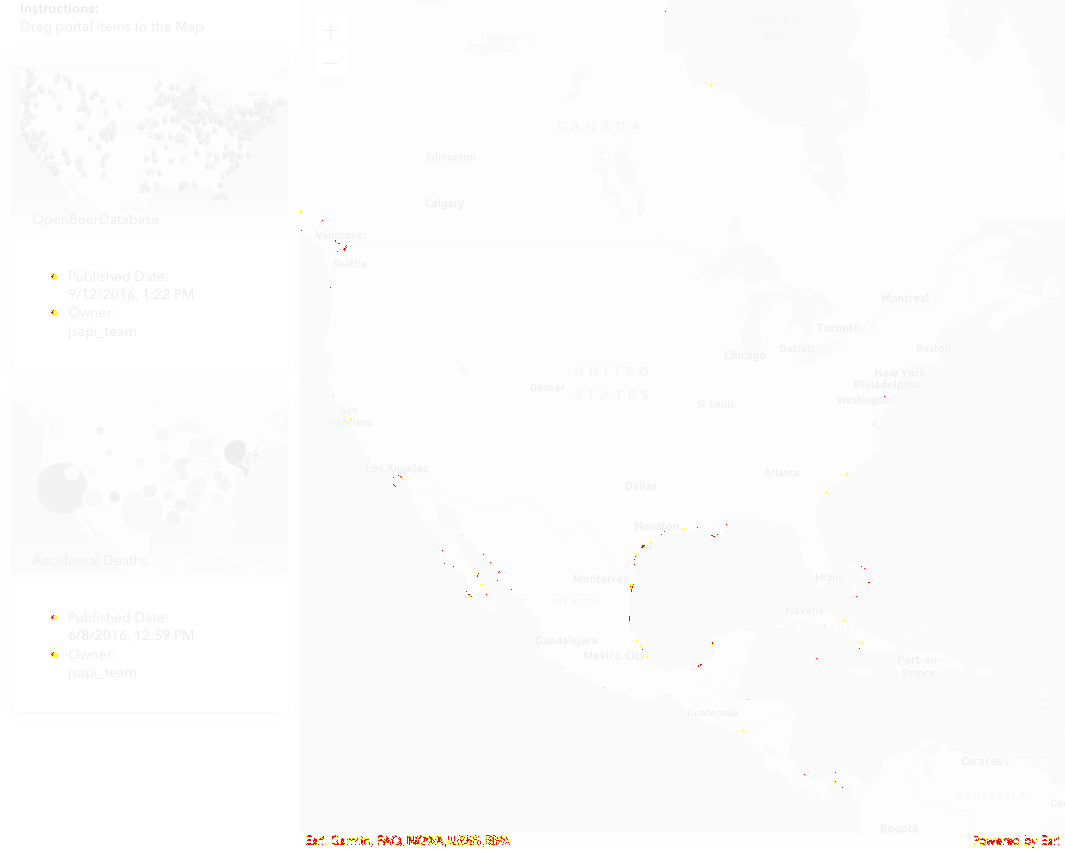 Instructions:
Drag portal items to the Map
OpenBeerDatabase
Published Date:
9/12/2016, 1:22 PM
Owner:
jsapi_team
Accidental Deaths
Published Date:
6/8/2016, 12:59 PM
Owner:
jsapi_team
+
−
CANADA
Edmonton
Calgary
Vancouver
Seattle
Montreal
Toronto
Chicago
Detroit
Boston
UNITED
STATES
New York
Philadelphia
Denver
St Louis
Washington
San
Francisco
Los Angeles
Atlanta
Dallas
Houston
Monterrey
Miami
MÉXICO
Havana
Guadalajara
Mexico City
Port-au-
Prince
Guatemala
Caracas
VENEZUELA
Bogotá
Esri, Garmin, FAO, NOAA, USGS, EPA
Powered by Esri